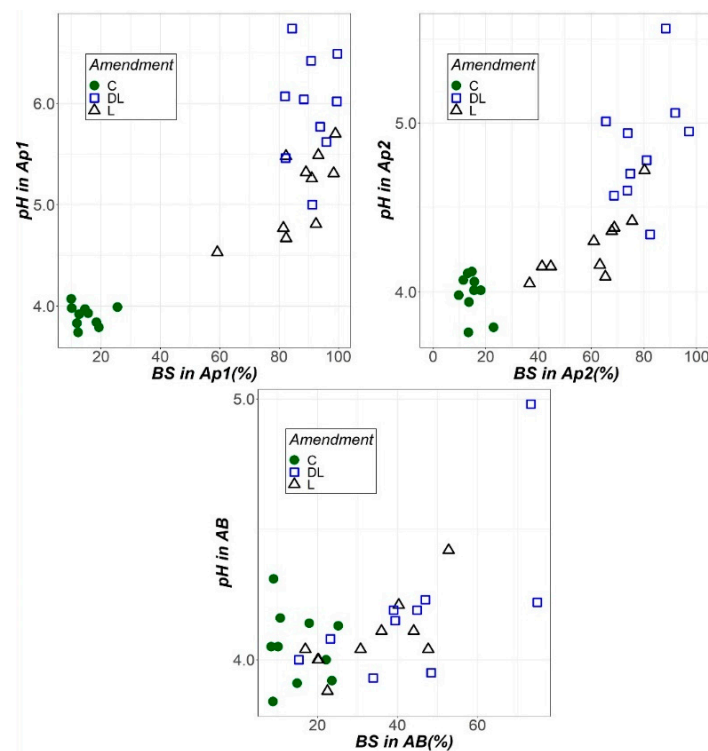 Amendment
C
DL
L
6.0
5.0
4.0
pH in Ap1
20
40
60
80
100
BS in Ap1(%)
Amendment
C
DL
L
5.0
4.0
pH in Ap2
0
20
40
60
80
100
BS in Ap2(%)
Amendment
C
DL
L
5.0
4.0
pH in AB
20
40
60
BS in AB(%)